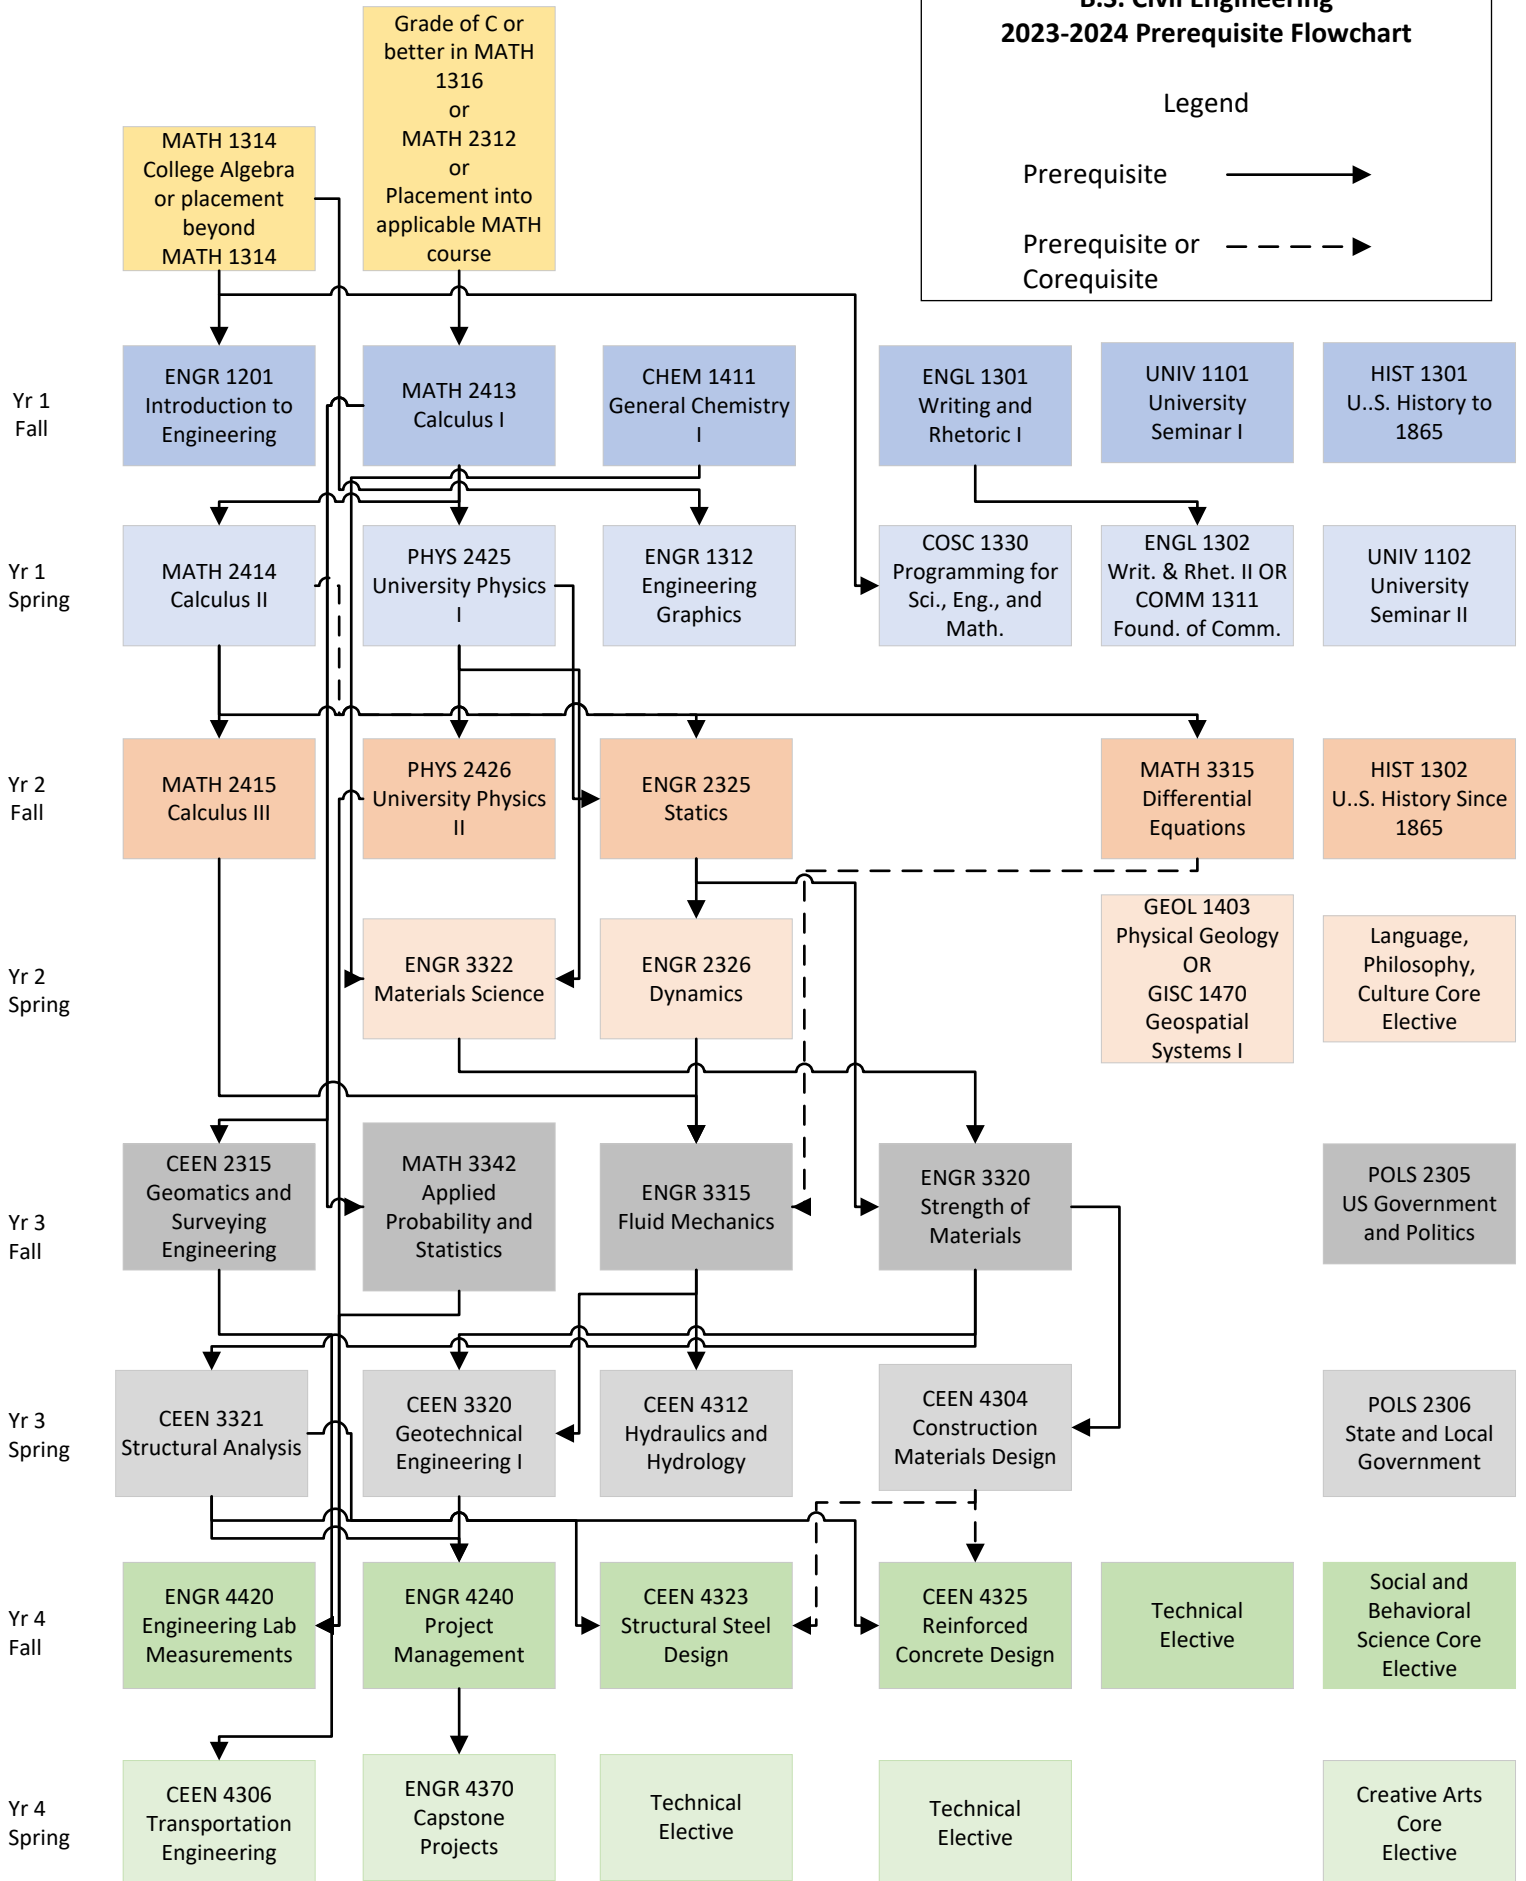 B.S. Civil Engineering
2023-2024 Prerequisite Flowchart
Legend
Prerequisite
Prerequisite or
Corequisite
Grade of C or
better in MATH
1316
or
MATH 2312
or
Placement into
applicable MATH
course
MATH 1314
College Algebra
or placement
beyond
MATH 1314
Yr 1
Fall
ENGR 1201
Introduction to
Engineering
MATH 2413
Calculus I
CHEM 1411
General Chemistry
I
ENGL 1301
Writing and
Rhetoric I
UNIV 1101
University
Seminar I
HIST 1301
U..S. History to
1865
Yr 1
Spring
MATH 2414
Calculus II
PHYS 2425
University Physics
I
ENGR 1312
Engineering
Graphics
COSC 1330
Programming for
Sci., Eng., and
Math.
ENGL 1302
Writ. & Rhet. II OR
COMM 1311
Found. of Comm.
UNIV 1102
University
Seminar II
Yr 2
Fall
MATH 2415
Calculus III
PHYS 2426
University Physics
II
ENGR 2325
Statics
MATH 3315
Differential
Equations
HIST 1302
U..S. History Since
1865
Yr 2
Spring
ENGR 3322
Materials Science
ENGR 2326
Dynamics
GEOL 1403
Physical Geology
OR
GISC 1470
Geospatial
Systems I
Language,
Philosophy,
Culture Core
Elective
Yr 3
Fall
CEEN 2315
Geomatics and
Surveying
Engineering
MATH 3342
Applied
Probability and
Statistics
ENGR 3315
Fluid Mechanics
ENGR 3320
Strength of
Materials
POLS 2305
US Government
and Politics
Yr 3
Spring
CEEN 3321
Structural Analysis
CEEN 3320
Geotechnical
Engineering I
CEEN 4312
Hydraulics and
Hydrology
CEEN 4304
Construction
Materials Design
POLS 2306
State and Local
Government
Yr 4
Fall
ENGR 4420
Engineering Lab
Measurements
ENGR 4240
Project
Management
CEEN 4323
Structural Steel
Design
CEEN 4325
Reinforced
Concrete Design
Technical
Elective
Social and
Behavioral
Science Core
Elective
Yr 4
Spring
CEEN 4306
Transportation
Engineering
ENGR 4370
Capstone
Projects
Technical
Elective
Technical
Elective
Creative Arts
Core
Elective